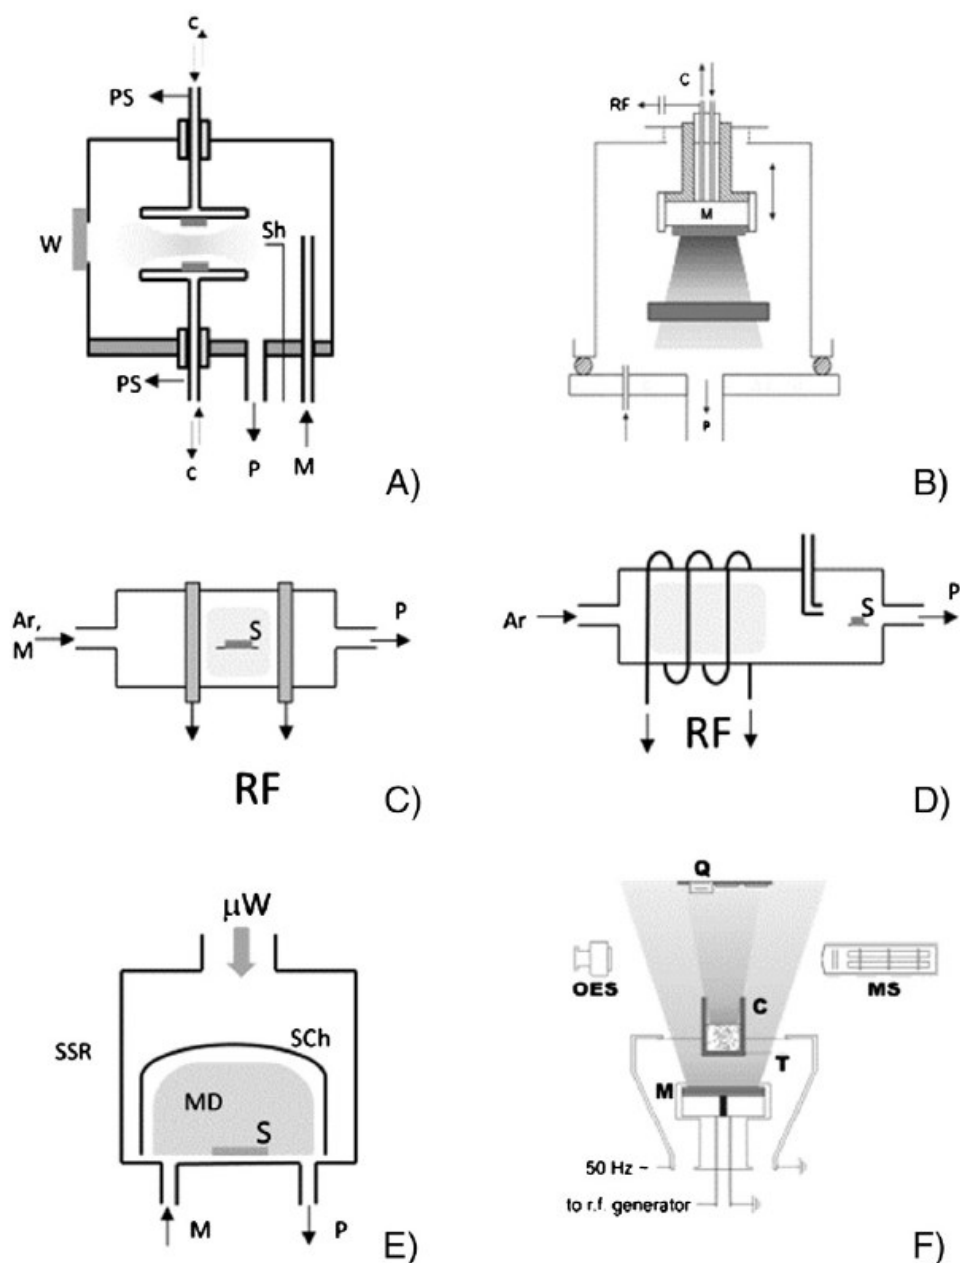 c
PS
W
Sh
PS
c
P
M
A)
C
RF
M
P
B)
Ar,
M
S
P
RF
C)
Ar
S
P
RF
D)
μW
SSR
SCh
MD
S
M
P
E)
Q
OES
MS
C
T
M
50 Hz ~
to r.f. generator
F)